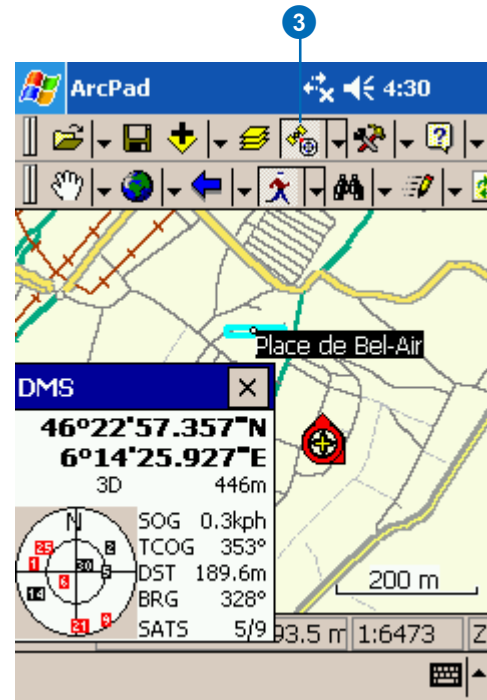 3
ArcPad 4:30
Place de Bel-Air
DMS
46°22'57.357"N
6°14'25.927"E
3D 446m
N
SOG 0.3kph
TCOG 353°
DST 189.6m
BRG 328°
SATS 5/9
25 2
1 30 5
6
14
21 9
200 m
93.5 m 1:6473 Z